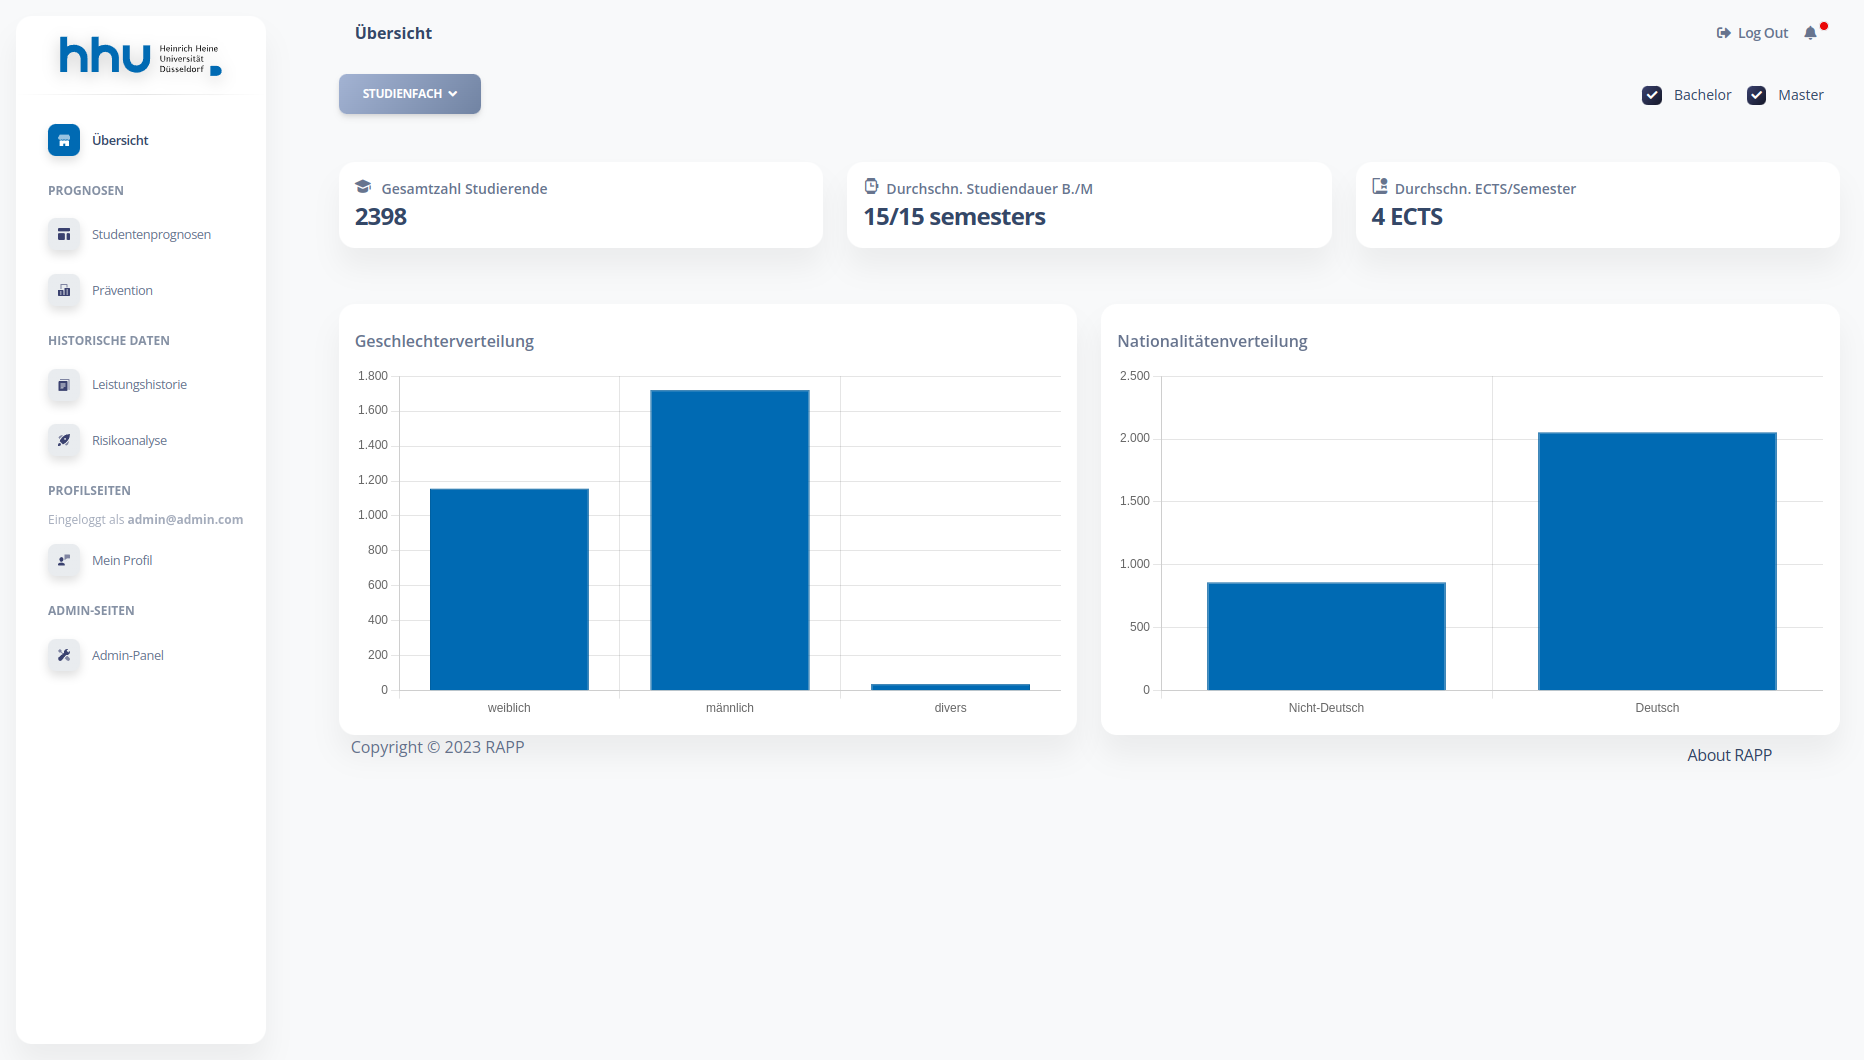 hhu
Heinrich Heine
Universität
Düsseldorf
Übersicht
PROGNOSEN
Studentenprognosen
Prävention
HISTORISCHE DATEN
Leistungshistorie
Risikoanalyse
PROFILSEITEN
Eingeloggt als admin@admin.com
Mein Profil
ADMIN-SEITEN
Admin-Panel
Übersicht
Log Out
STUDIENFACH
Bachelor
Master
Gesamtzahl Studierende
2398
Durchschn. Studiendauer B./M
15/15 semesters
Durchschn. ECTS/Semester
4 ECTS
Geschlechterverteilung
1.800
1.600
1.400
1.200
1.000
800
600
400
200
0
weiblich
männlich
divers
Nationalitätenverteilung
2.500
2.000
1.500
1.000
500
0
Nicht-Deutsch
Deutsch
Copyright © 2023 RAPP
About RAPP